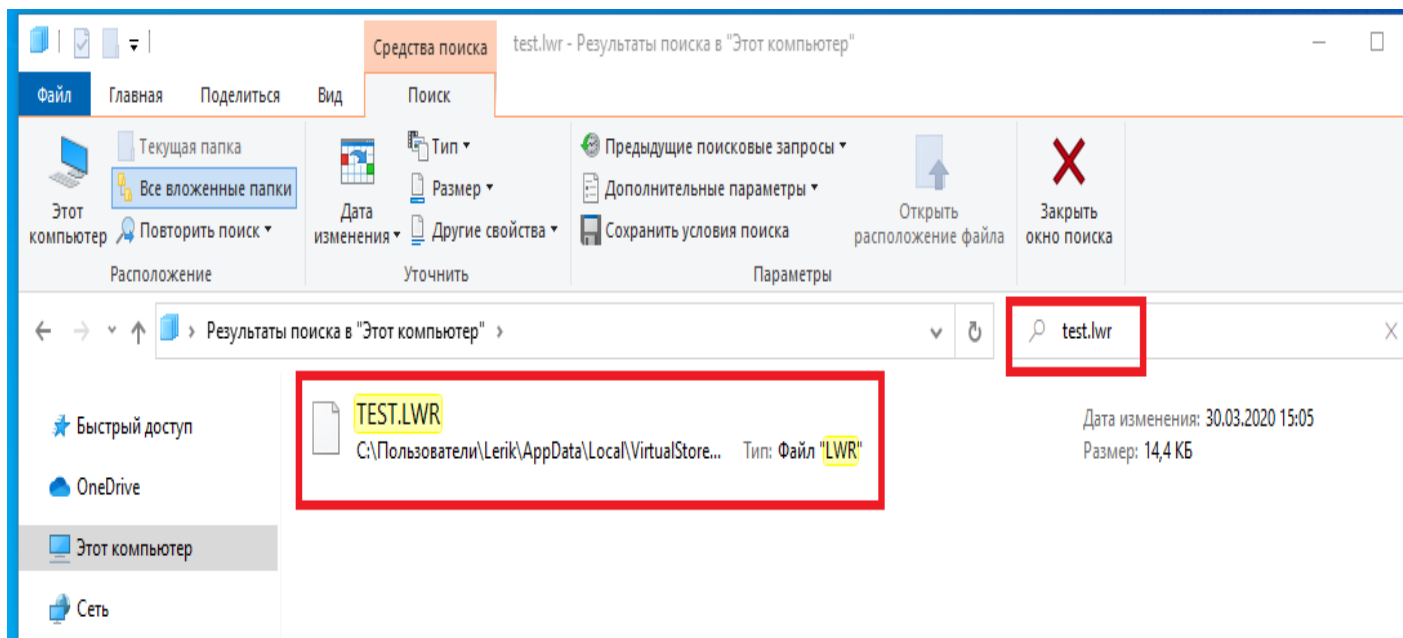 Средства поиска
test.lwr - Результаты поиска в "Этот компьютер"
Файл
Главная
Поделиться
Вид
Поиск
Этот
компьютер
Текущая папка
Все вложенные папки
Повторить поиск
Расположение
Дата
изменения
Тип
Размер
Другие свойства
Уточнить
Предыдущие поисковые запросы
Дополнительные параметры
Сохранить условия поиска
Открыть
расположение файла
Параметры
Закрыть
окно поиска
Результаты поиска в "Этот компьютер"
test.lwr
Быстрый доступ
OneDrive
Этот компьютер
Сеть
TEST.LWR
C:\Пользователи\Lerik\AppData\Local\VirtualStore... Тип: Файл "LWR"
Дата изменения: 30.03.2020 15:05
Размер: 14,4 КБ